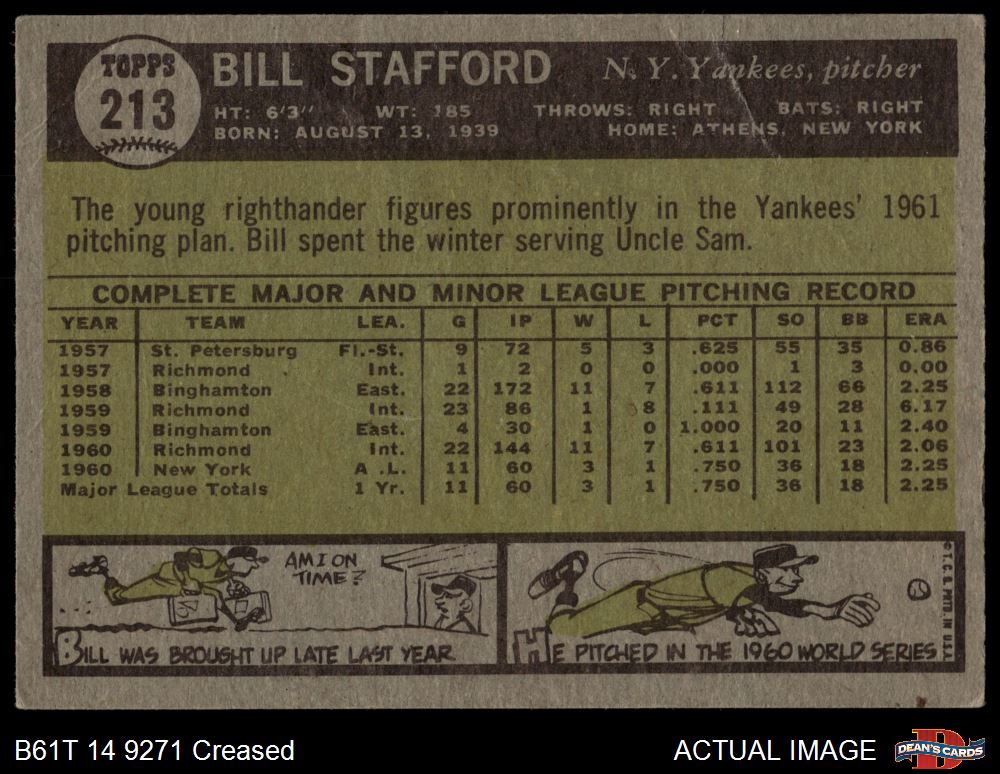 TOPPS
213
BILL STAFFORD N. Y. Yankees, pitcher
HT: 6'3" WT: 185 THROWS: RIGHT BATS: RIGHT
BORN: AUGUST 13, 1939 HOME: ATHENS, NEW YORK
The young righthander figures prominently in the Yankees' 1961
pitching plan. Bill spent the winter serving Uncle Sam.
COMPLETE MAJOR AND MINOR LEAGUE PITCHING RECORD
YEAR TEAM LEA. G IP W L PCT SO BB ERA
1957 St. Petersburg Fl.-St. 9 72 5 3 .625 55 35 0.86
1957 Richmond Int. 1 2 0 0 .000 1 3 0.00
1958 Binghamton East. 22 172 11 7 .611 112 66 2.25
1959 Richmond Int. 23 86 1 8 .111 49 28 6.17
1959 Binghamton East. 4 30 1 0 1.000 20 11 2.40
1960 Richmond Int. 22 144 11 7 .611 101 23 2.06
1960 New York A .L. 11 60 3 1 .750 36 18 2.25
Major League Totals 1 Yr. 11 60 3 1 .750 36 18 2.25
AM I ON
TIME?
BILL WAS BROUGHT UP LATE LAST YEAR
HE PITCHED IN THE 1960 WORLD SERIES
© T.C.G. PRTD. IN U.S.A.
B61T 14 9271 Creased ACTUAL IMAGE
DEAN'S CARDS